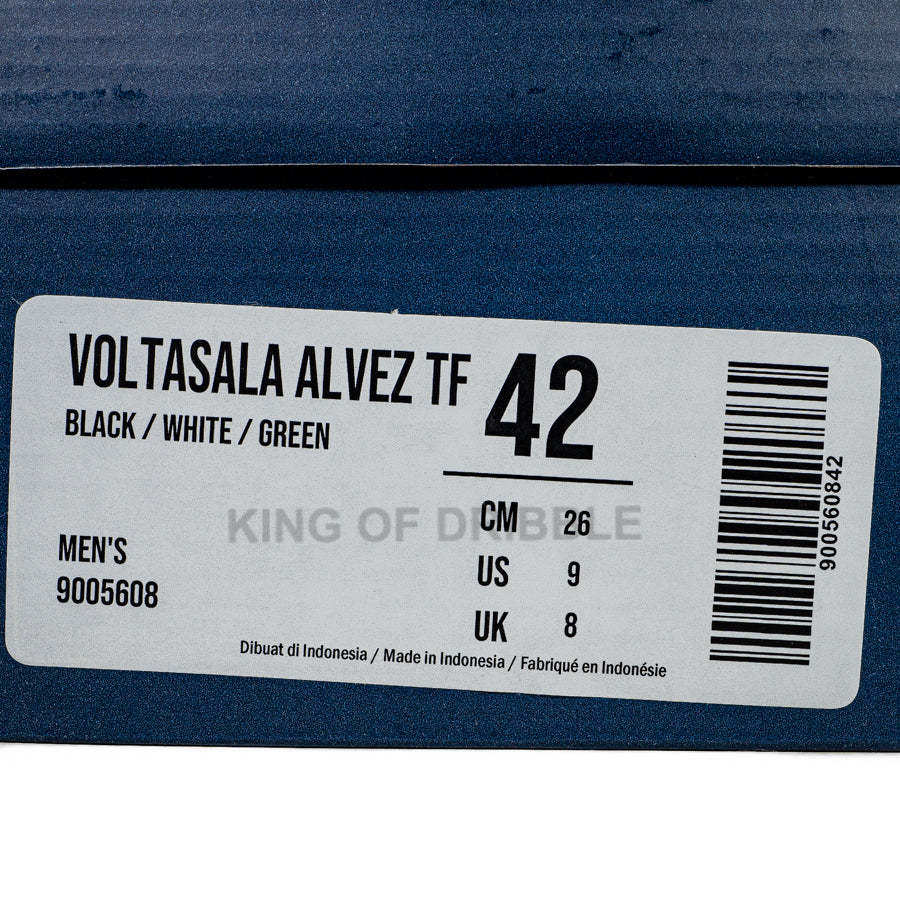 VOLTASALA ALVEZ TF
BLACK / WHITE / GREEN
42
KING OF DRIBBLE
CM 26
US 9
UK 8
MEN'S
9005608
Dibuat di Indonesia / Made in Indonesia / Fabriqué en Indonésie
900560842